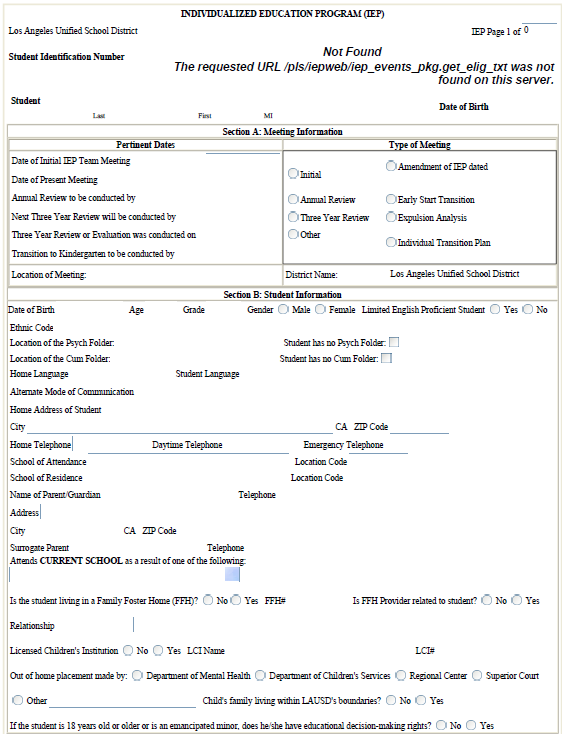 INDIVIDUALIZED EDUCATION PROGRAM (IEP)
Los Angeles Unified School District IEP Page 1 of 0
Student Identification Number
Not Found
The requested URL /pls/iepweb/iep_events_pkg.get_elig_txt was not
found on this server.
Student
Date of Birth
Last First MI
Section A: Meeting Information
Pertinent Dates Type of Meeting
Date of Initial IEP Team Meeting
Date of Present Meeting
Annual Review to be conducted by
Next Three Year Review will be conducted by
Three Year Review or Evaluation was conducted on
Transition to Kindergarten to be conducted by
Initial Amendment of IEP dated
Annual Review Early Start Transition
Three Year Review Expulsion Analysis
Other
Individual Transition Plan
Location of Meeting: District Name: Los Angeles Unified School District
Section B: Student Information
Date of Birth Age Grade Gender Male Female Limited English Proficient Student Yes No
Ethnic Code
Location of the Psych Folder: Student has no Psych Folder:
Location of the Cum Folder: Student has no Cum Folder:
Home Language Student Language
Alternate Mode of Communication
Home Address of Student
City CA ZIP Code
Home Telephone Daytime Telephone Emergency Telephone
School of Attendance Location Code
School of Residence Location Code
Name of Parent/Guardian Telephone
Address
City CA ZIP Code
Surrogate Parent Telephone
Attends CURRENT SCHOOL as a result of one of the following:
Is the student living in a Family Foster Home (FFH)? No Yes FFH# Is FFH Provider related to student? No Yes
Relationship
Licensed Children's Institution No Yes LCI Name LCI#
Out of home placement made by: Department of Mental Health Department of Children's Services Regional Center Superior Court
Other Child's family living within LAUSD's boundaries? No Yes
If the student is 18 years old or older or is an emancipated minor, does he/she have educational decision-making rights? No Yes